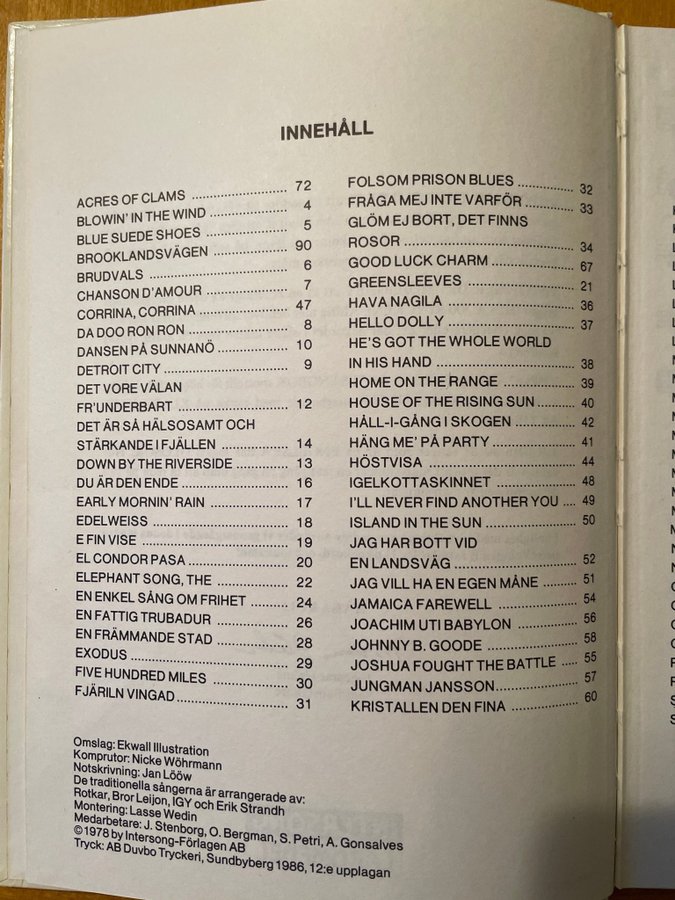 INNEHÅLL
ACRES OF CLAMS ..................... 72
BLOWIN' IN THE WIND ................. 4
BLUE SUEDE SHOES ................... 5
BROOKLANDSVÄGEN ................ 90
BRUDVALS ............................. 6
CHANSON D'AMOUR .................. 7
CORRINA, CORRINA .................. 47
DA DOO RON RON .................... 8
DANSEN PÅ SUNNANÖ .............. 10
DETROIT CITY ......................... 9
DET VORE VÄLAN
FR'UNDERBART ...................... 12
DET ÄR SÅ HÄLSOSAMT OCH
STÄRKANDE I FJÄLLEN .............. 14
DOWN BY THE RIVERSIDE ........... 13
DU ÄR DEN ENDE .................... 16
EARLY MORNIN' RAIN ................ 17
EDELWEISS ........................... 18
E FIN VISE ............................ 19
EL CONDOR PASA .................... 20
ELEPHANT SONG, THE ............... 22
EN ENKEL SÅNG OM FRIHET ......... 24
EN FATTIG TRUBADUR ............... 26
EN FRÄMMANDE STAD ............... 28
EXODUS .............................. 29
FIVE HUNDRED MILES ............... 30
FJÄRILN VINGAD ..................... 31
FOLSOM PRISON BLUES ............. 32
FRÅGA MEJ INTE VARFÖR ........... 33
GLÖM EJ BORT, DET FINNS
ROSOR ............................... 34
GOOD LUCK CHARM ................. 67
GREENSLEEVES ...................... 21
HAVA NAGILA ........................ 36
HELLO DOLLY ........................ 37
HE'S GOT THE WHOLE WORLD
IN HIS HAND ......................... 38
HOME ON THE RANGE ............... 39
HOUSE OF THE RISING SUN ......... 40
HÅLL-I-GÅNG I SKOGEN ............. 42
HÄNG ME' PÅ PARTY ................ 41
HÖSTVISA ........................... 44
IGELKOTTASKINNET ................. 48
I'LL NEVER FIND ANOTHER YOU .... 49
ISLAND IN THE SUN ................. 50
JAG HAR BOTT VID
EN LANDSVÄG ....................... 52
JAG VILL HA EN EGEN MÅNE ........ 51
JAMAICA FAREWELL ................. 54
JOACHIM UTI BABYLON ............. 56
JOHNNY B. GOODE .................. 58
JOSHUA FOUGHT THE BATTLE ..... 55
JUNGMAN JANSSON................. 57
KRISTALLEN DEN FINA .............. 60
Omslag: Ekwall Illustration
Komprutor: Nicke Wöhrmann
Notskrivning: Jan Lööw
De traditionella sångerna är arrangerade av:
Rotkar, Bror Leijon, IGY och Erik Strandh
Montering: Lasse Wedin
Medarbetare: J. Stenborg, O. Bergman, S. Petri, A. Gonsalves
©1978 by Intersong-Förlagen AB
Tryck: AB Duvbo Tryckeri, Sundbyberg 1986, 12:e upplagan